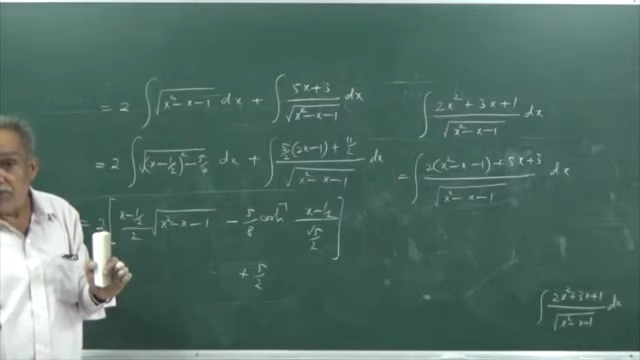 ∫ (2x² + 3x + 1)/√(x² − x − 1) dx
= ∫ (2(x² − x − 1) + 5x + 3)/√(x² − x − 1) dx
= 2 ∫ √(x² − x − 1) dx + ∫ (5x + 3)/√(x² − x − 1) dx
= 2 ∫ √((x − 1/2)² − 5/4) dx + ∫ (5/2 (2x − 1) + 11/2)/√(x² − x − 1) dx
= 2 [ (x − 1/2)/2 √(x² − x − 1) − 5/8 cosh⁻¹ (x − 1/2)/(√5/2) ]
+ 5/2
∫ (2x² + 3x + 1)/√(x² − x − 1) dx